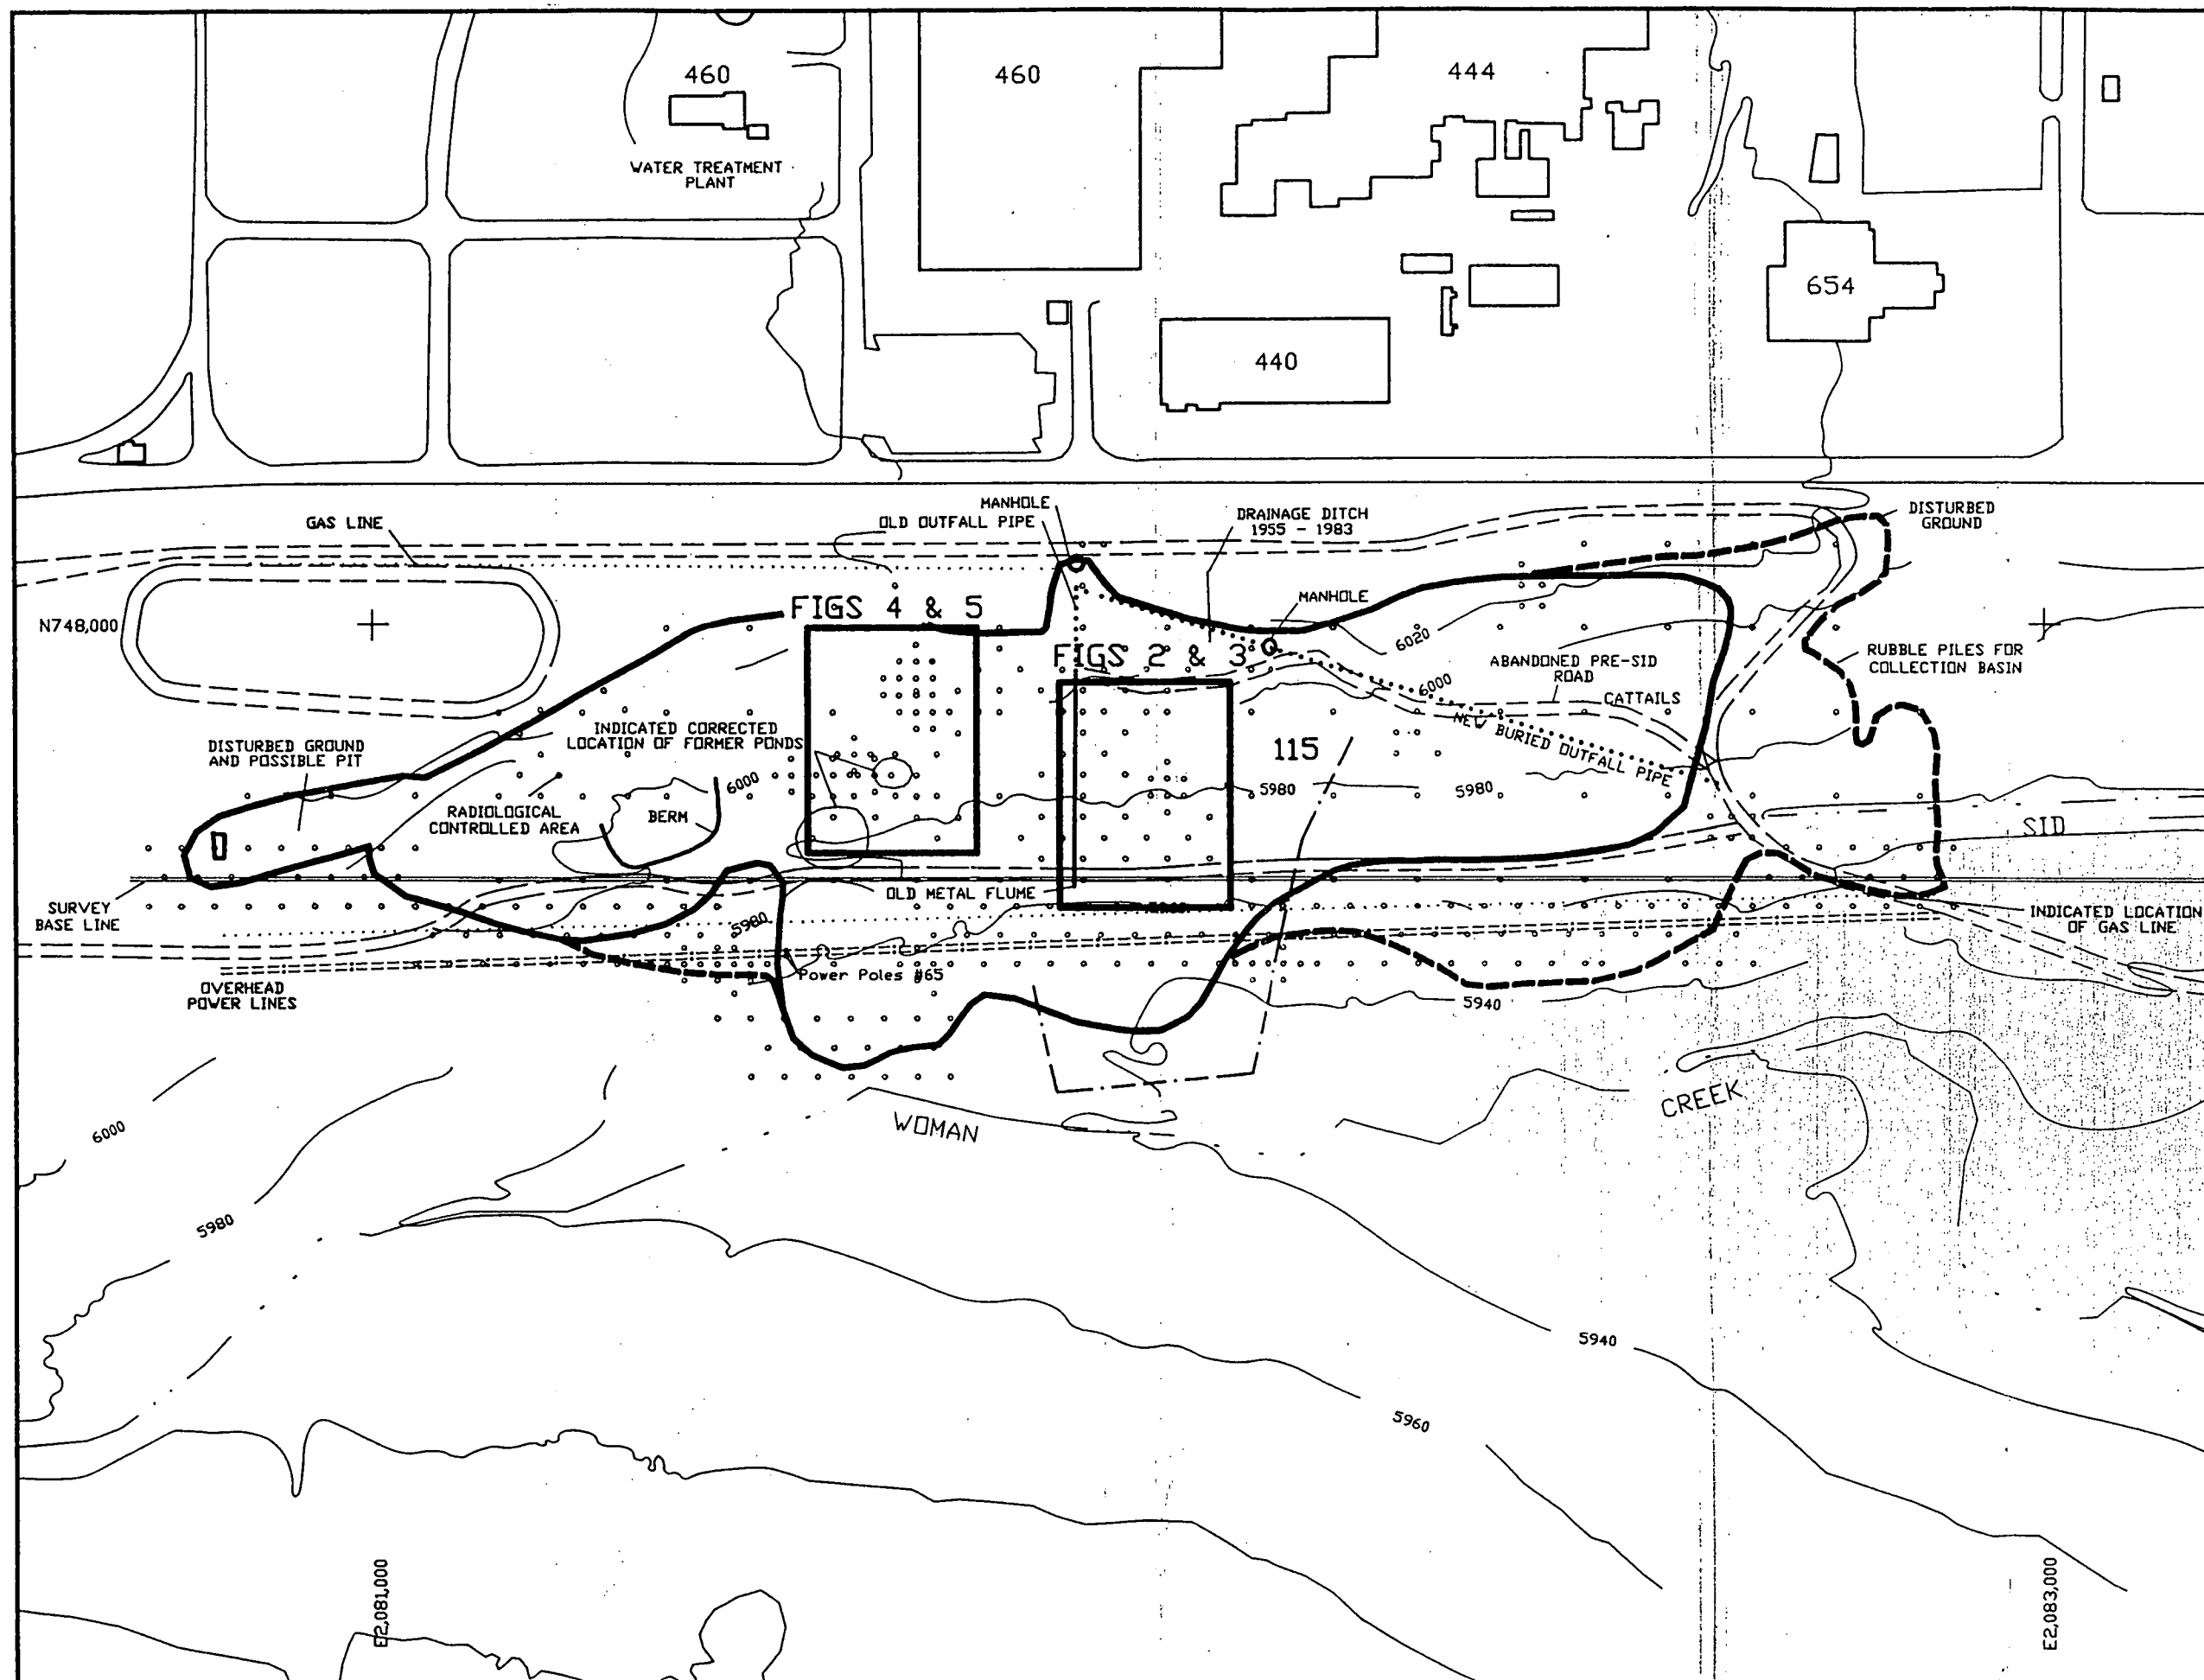 460
460
444
WATER TREATMENT
PLANT
654
440
MANHOLE
OLD OUTFALL PIPE
GAS LINE
DRAINAGE DITCH
1955 - 1983
DISTURBED
GROUND
FIGS 4 & 5
MANHOLE
N748,000
6020
FIGS 2 & 3
ABANDONED PRE-SID
ROAD
RUBBLE PILES FOR
COLLECTION BASIN
6000
CATTAILS
INDICATED CORRECTED
LOCATION OF FORMER PONDS
NEW BURIED OUTFALL PIPE
DISTURBED GROUND
AND POSSIBLE PIT
115
6000
5980
5980
RADIOLOGICAL
CONTROLLED AREA
BERM
SID
OLD METAL FLUME
SURVEY
BASE LINE
5980
INDICATED LOCATION
OF GAS LINE
Power Poles #65
OVERHEAD
POWER LINES
5940
WOMAN
CREEK
6000
5980
5940
5960
E2,081,000
E2,083,000